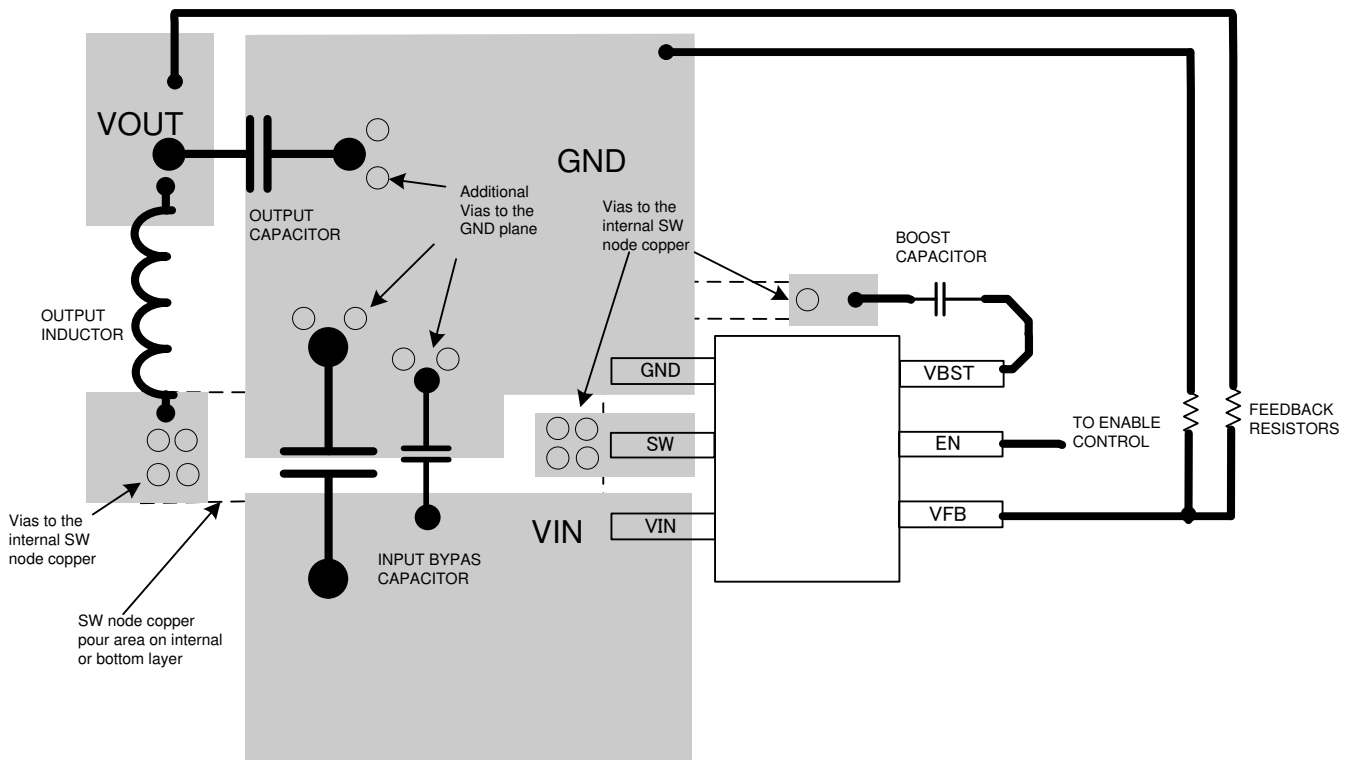 VOUT
GND
Additional
Vias to the
GND plane
Vias to the
internal SW
node copper
OUTPUT
CAPACITOR
BOOST
CAPACITOR
OUTPUT
INDUCTOR
GND
VBST
TO ENABLE
CONTROL
FEEDBACK
RESISTORS
SW
EN
VIN
VIN
VFB
Vias to the
internal SW
node copper
INPUT BYPAS
CAPACITOR
SW node copper
pour area on internal
or bottom layer